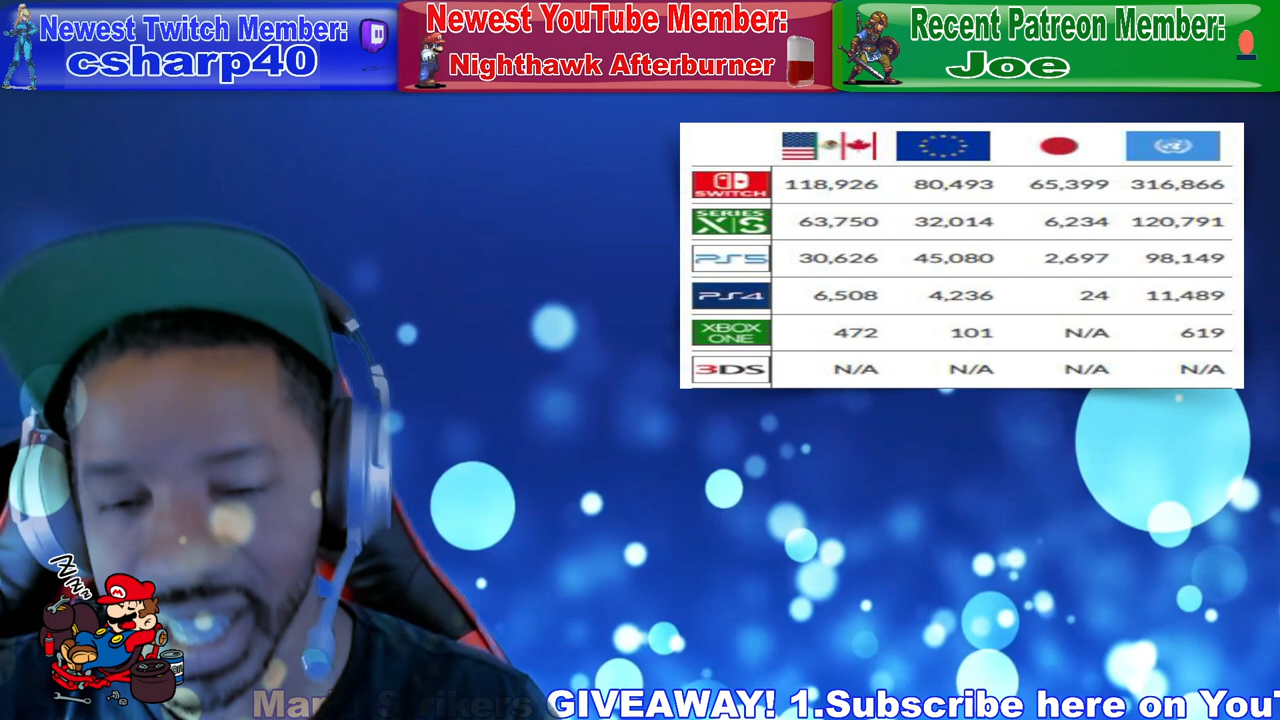 Newest Twitch Member:
csharp40
Newest YouTube Member:
Nighthawk Afterburner
Recent Patreon Member:
Joe
SWITCH 118,926 80,493 65,399 316,866
SERIES X|S 63,750 32,014 6,234 120,791
PS5 30,626 45,080 2,697 98,149
PS4 6,508 4,236 24 11,489
XBOX ONE 472 101 N/A 619
3DS N/A N/A N/A N/A
Mario Strikers GIVEAWAY! 1.Subscribe here on You